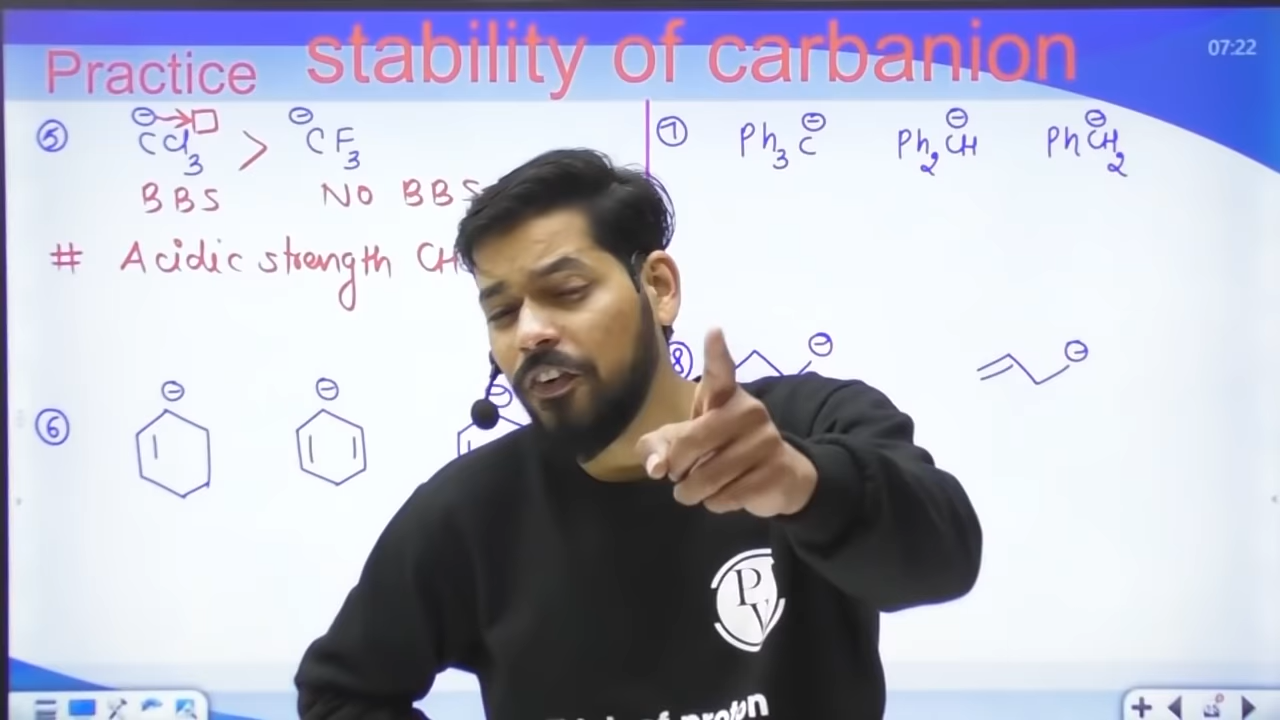 Practice stability of carbanion
07:22
⑤ ⊖CCl₃ > ⊖CF₃
BBS NO BBS
# Acidic strength
⑥
⑦ Ph₃C⊖ Ph₂CH⊖ PhCH₂⊖
⑧
PW